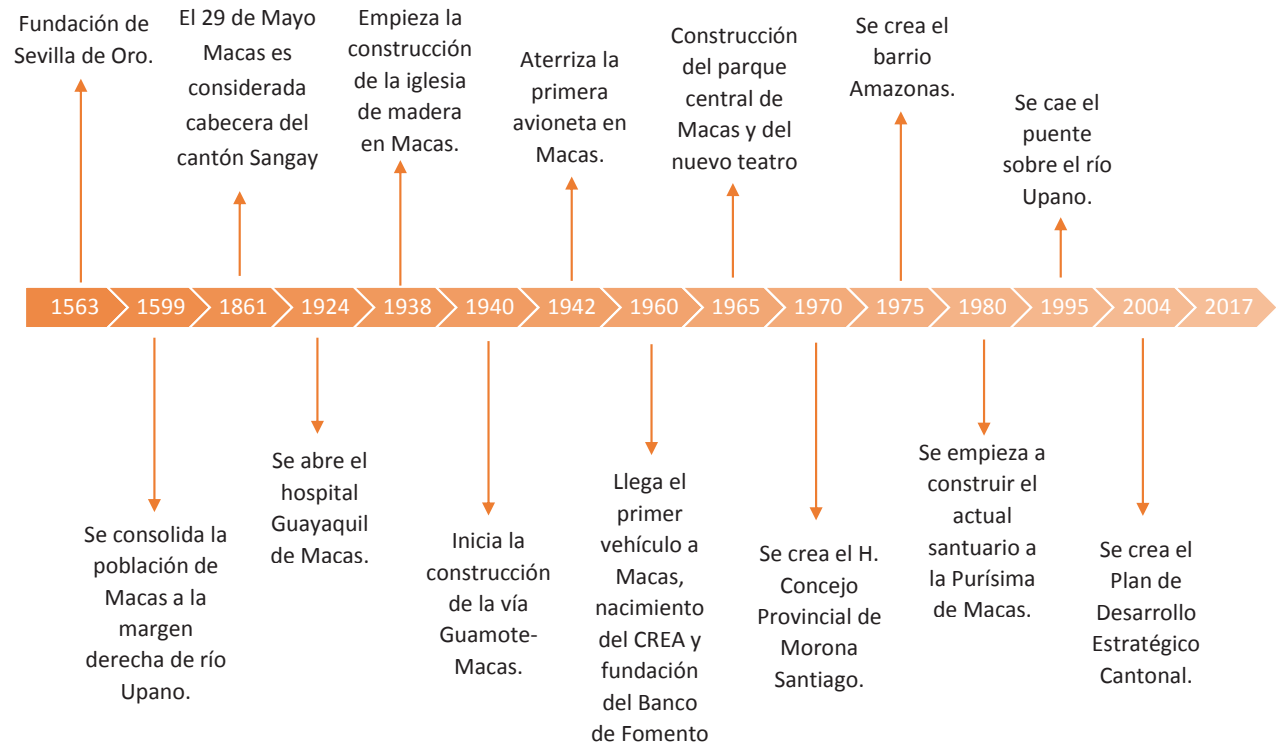 Fundación de
Sevilla de Oro.
El 29 de Mayo
Macas es
considerada
cabecera del
cantón Sangay
Empieza la
construcción
de la iglesia
de madera
en Macas.
Aterriza la
primera
avioneta en
Macas.
Construcción
del parque
central de
Macas y del
nuevo teatro
Se crea el
barrio
Amazonas.
Se cae el
puente
sobre el río
Upano.
1563 1599 1861 1924 1938 1940 1942 1960 1965 1970 1975 1980 1995 2004 2017
Se consolida la
población de
Macas a la
margen
derecha de río
Upano.
Se abre el
hospital
Guayaquil
de Macas.
Inicia la
construcción
de la vía
Guamote-
Macas.
Llega el
primer
vehículo a
Macas,
nacimiento
del CREA y
fundación
del Banco
de Fomento
Se crea el H.
Concejo
Provincial de
Morona
Santiago.
Se empieza a
construir el
actual
santuario a
la Purísima
de Macas.
Se crea el
Plan de
Desarrollo
Estratégico
Cantonal.